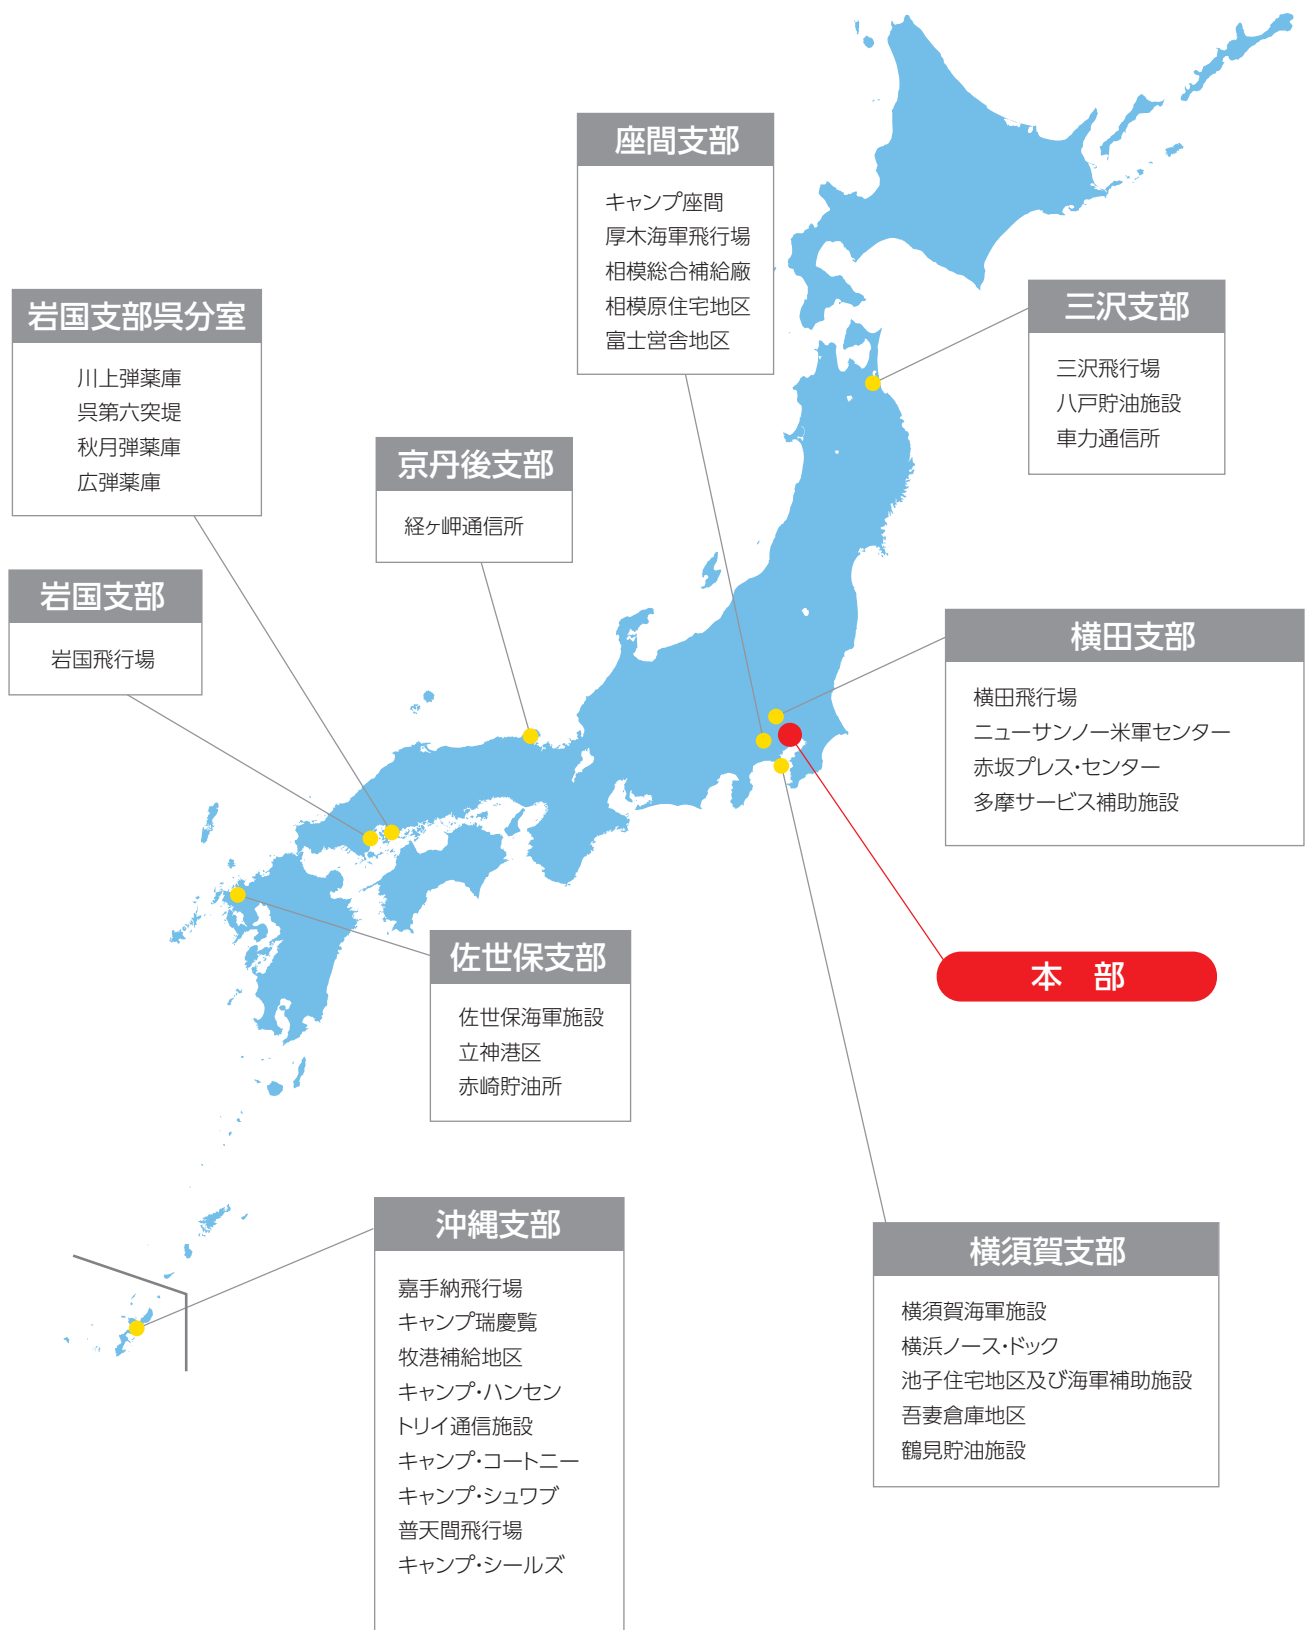 座間支部
キャンプ座間
厚木海軍飛行場
相模総合補給廠
相模原住宅地区
富士営舎地区
三沢支部
三沢飛行場
八戸貯油施設
車力通信所
岩国支部呉分室
川上弾薬庫
呉第六突堤
秋月弾薬庫
広弾薬庫
京丹後支部
経ヶ岬通信所
岩国支部
岩国飛行場
横田支部
横田飛行場
ニューサンノー米軍センター
赤坂プレス・センター
多摩サービス補助施設
佐世保支部
佐世保海軍施設
立神港区
赤崎貯油所
本 部
沖縄支部
嘉手納飛行場
キャンプ瑞慶覧
牧港補給地区
キャンプ・ハンセン
トリイ通信施設
キャンプ・コートニー
キャンプ・シュワブ
普天間飛行場
キャンプ・シールズ
横須賀支部
横須賀海軍施設
横浜ノース・ドック
池子住宅地区及び海軍補助施設
吾妻倉庫地区
鶴見貯油施設